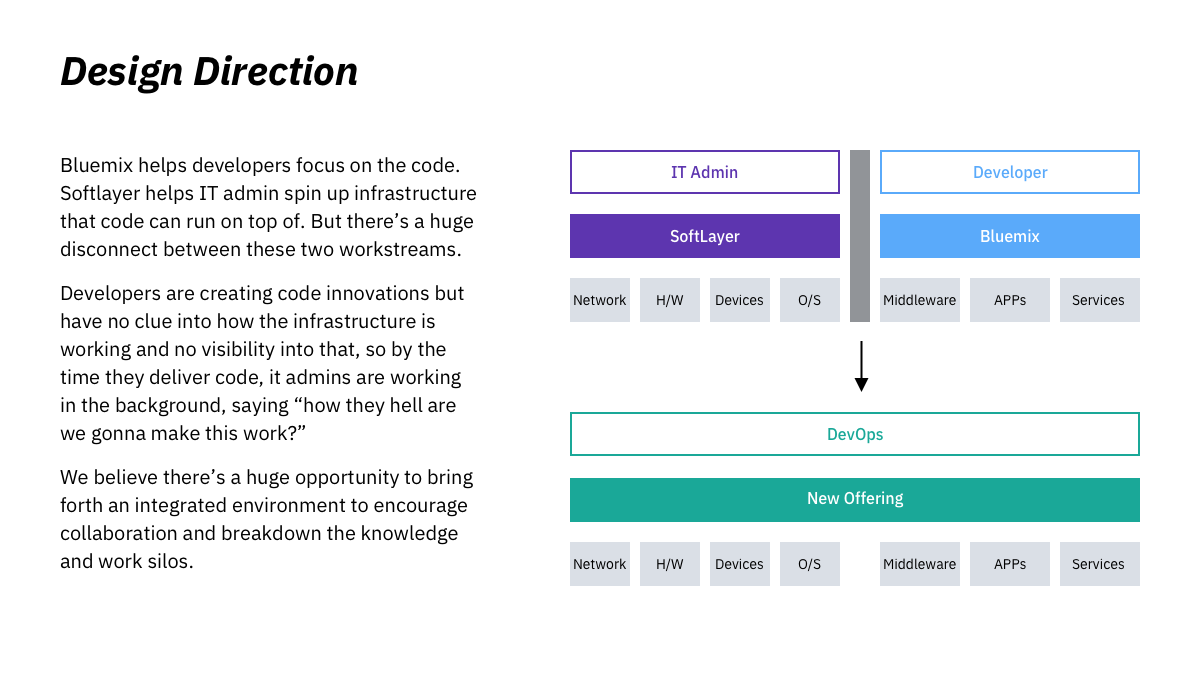 Design Direction
Bluemix helps developers focus on the code.
Softlayer helps IT admin spin up infrastructure
that code can run on top of. But there’s a huge
disconnect between these two workstreams.
Developers are creating code innovations but
have no clue into how the infrastructure is
working and no visibility into that, so by the
time they deliver code, it admins are working
in the background, saying “how they hell are
we gonna make this work?”
We believe there’s a huge opportunity to bring
forth an integrated environment to encourage
collaboration and breakdown the knowledge
and work silos.
IT Admin
Developer
SoftLayer
Bluemix
Network
H/W
Devices
O/S
Middleware
APPs
Services
DevOps
New Offering
Network
H/W
Devices
O/S
Middleware
APPs
Services